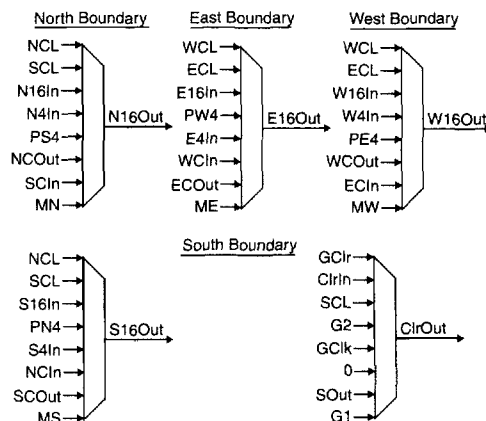 North Boundary
NCL
SCL
N16In
N4In
PS4
NCOut
SCIn
MN
N16Out
East Boundary
WCL
ECL
E16In
PW4
E4In
WCIn
ECOut
ME
E16Out
West Boundary
WCL
ECL
W16In
W4In
PE4
WCOut
ECIn
MW
W16Out
South Boundary
NCL
SCL
S16In
PN4
S4In
NCIn
SCOut
MS
S16Out
GClr
ClrIn
SCL
G2
GClk
0
SOut
G1
ClrOut